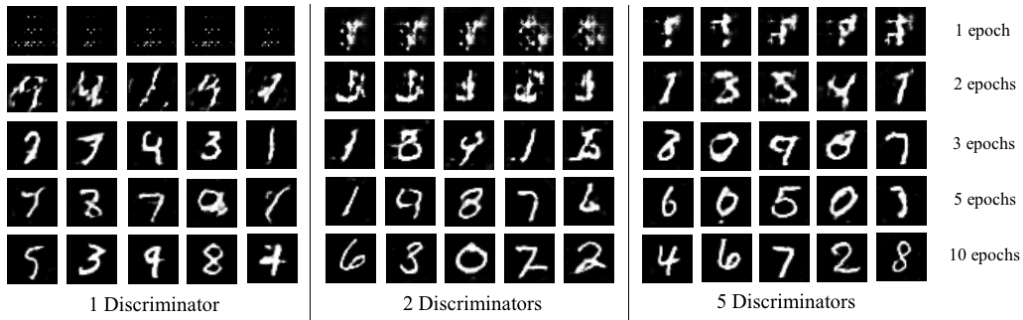 1 epoch
2 epochs
3 epochs
5 epochs
10 epochs
1 Discriminator
2 Discriminators
5 Discriminators